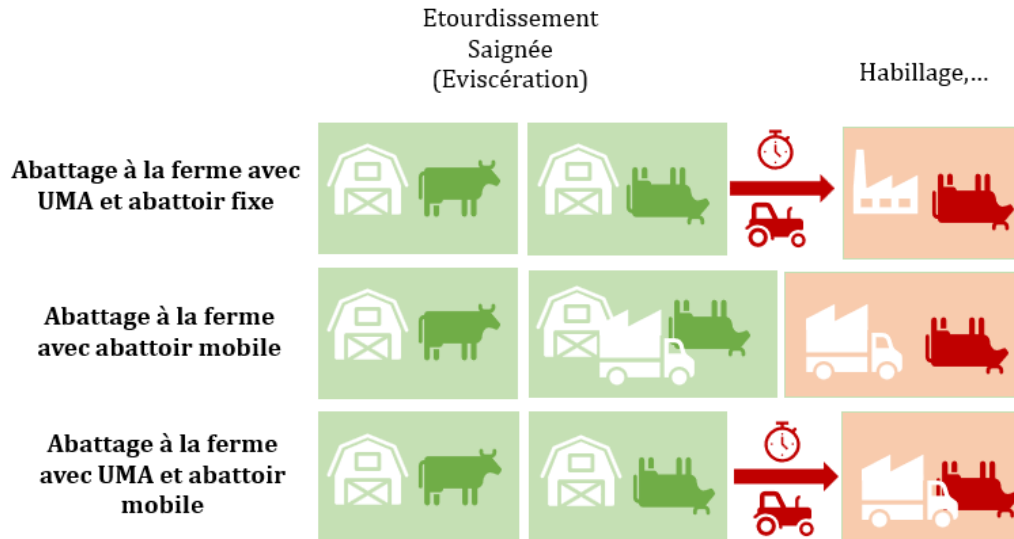 Etourdissement
Saignée
(Eviscération)
Habillage,...
Abattage à la ferme avec
UMA et abattoir fixe
Abattage à la ferme
avec abattoir mobile
Abattage à la ferme
avec UMA et abattoir
mobile